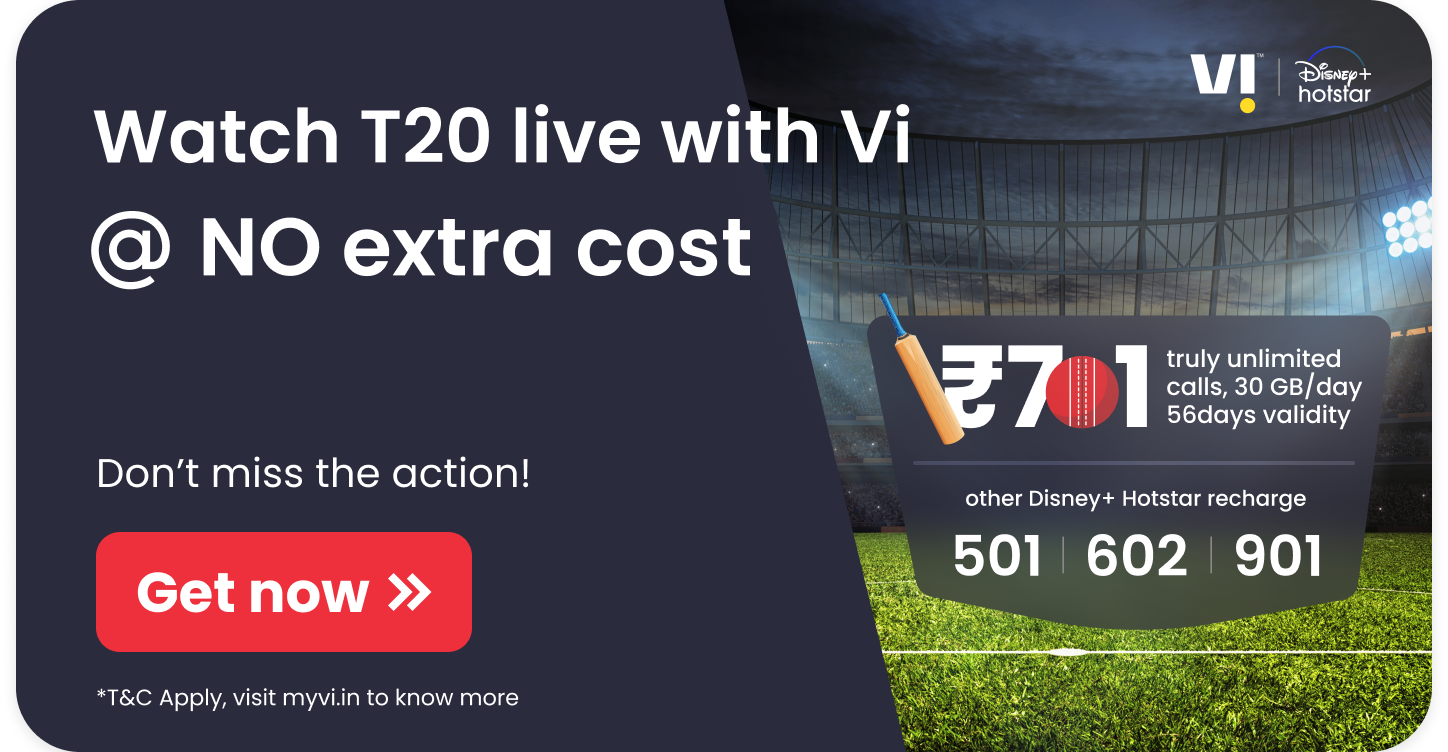 Watch T20 live with Vi
@ NO extra cost
Don’t miss the action!
Get now
*T&C Apply, visit myvi.in to know more
VI™
Disney+
hotstar
₹701
truly unlimited
calls, 30 GB/day
56days validity
other Disney+ Hotstar recharge
501 | 602 | 901